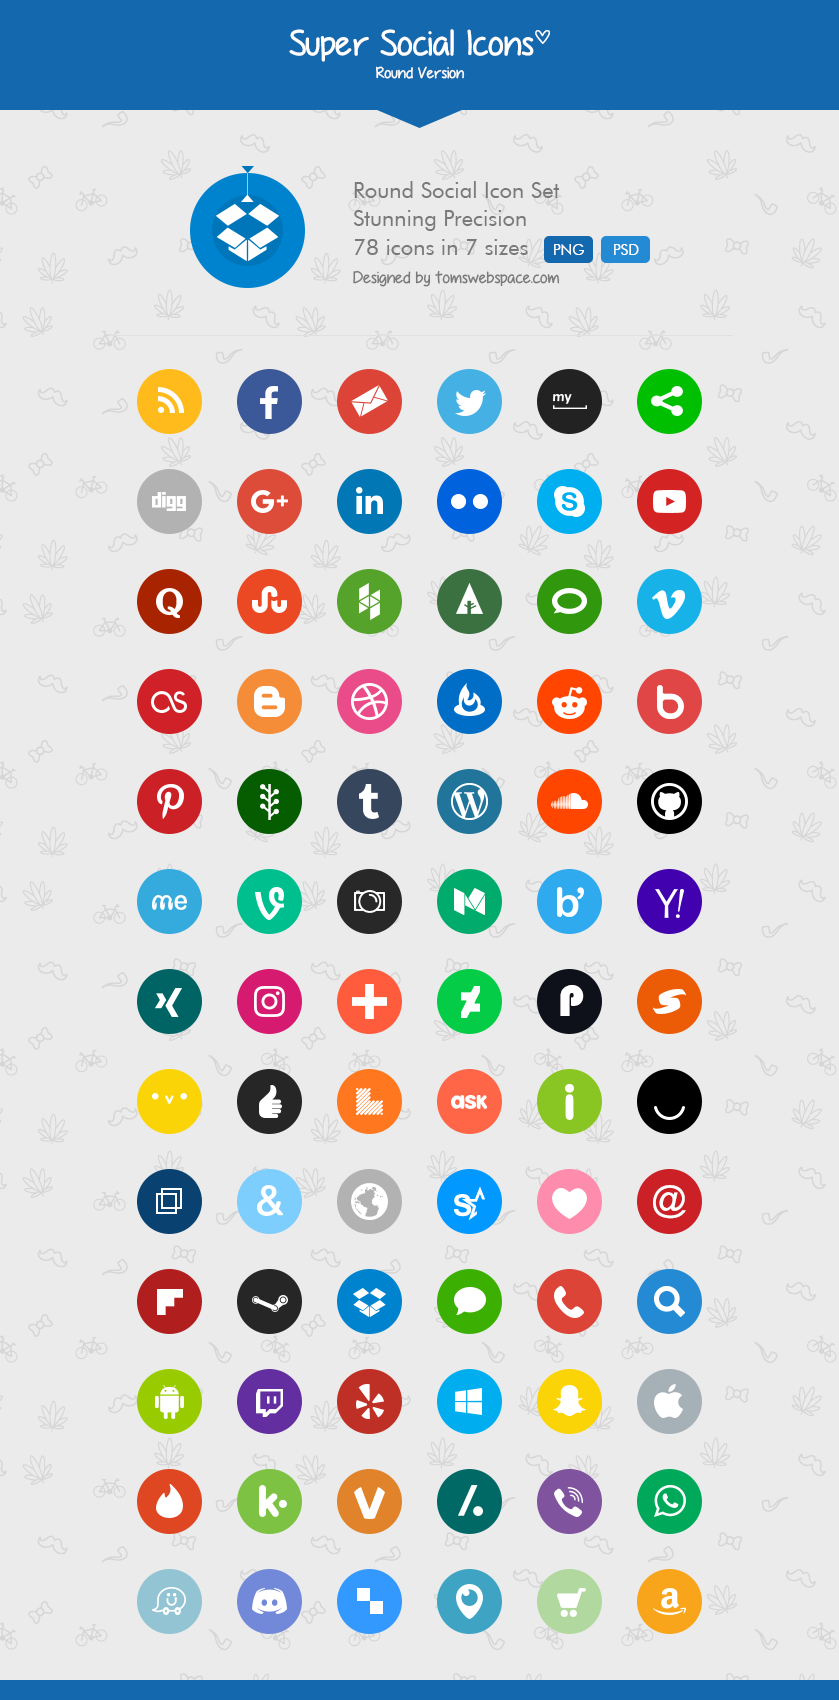 Super Social Icons♡
Round Version
Round Social Icon Set
Stunning Precision
78 icons in 7 sizes PNG PSD
Designed by tomswebspace.com
my
digg G+ in S
Q
B
t W
me b' Y!
P S
ask i
& S @
a